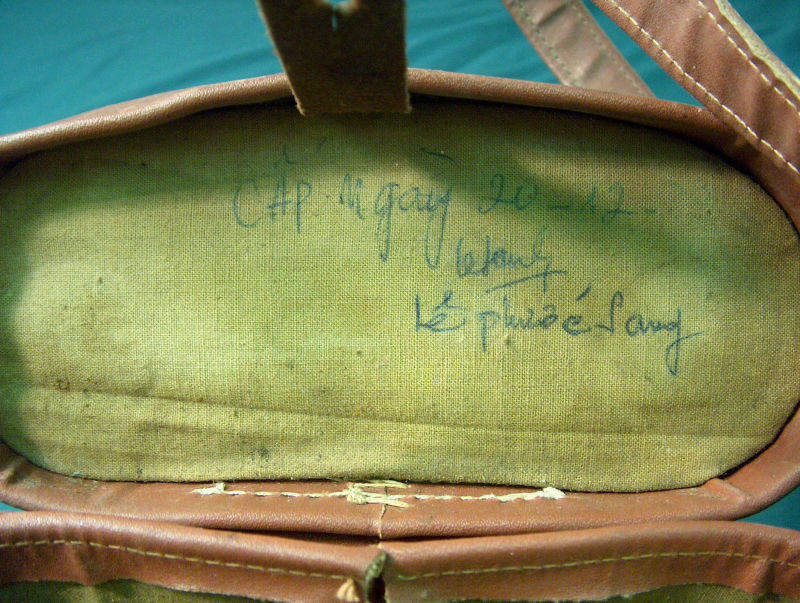 CẤP Ngày 20-12-
Lê phước Sang